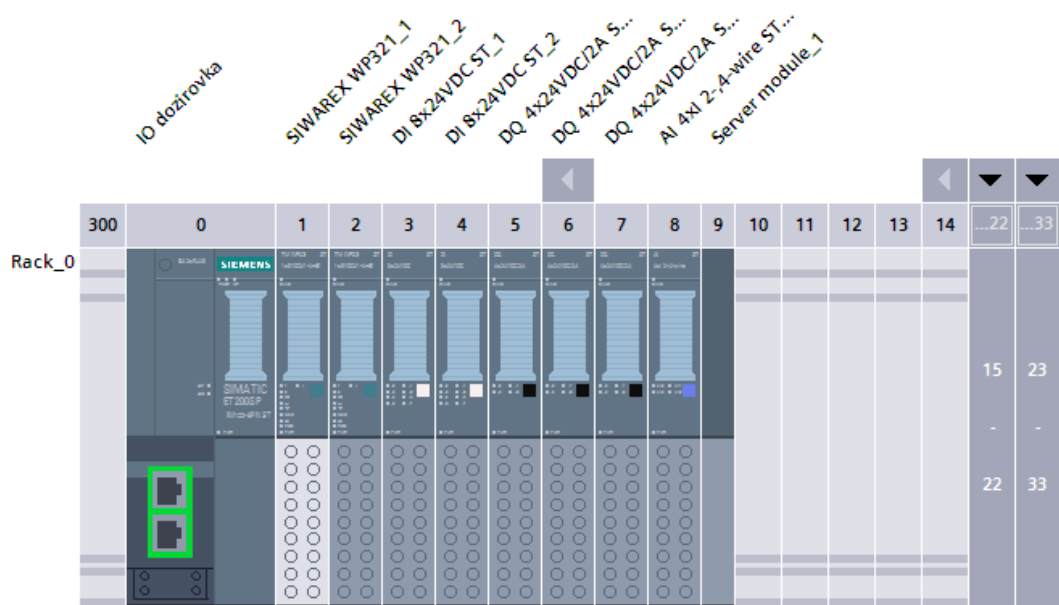 IO dozirovka
SIWAREX WP321_1
SIWAREX WP321_2
DI 8x24VDC ST_1
DI 8x24VDC ST_2
DQ 4x24VDC/2A S...
DQ 4x24VDC/2A S...
DQ 4x24VDC/2A S...
AI 4xI 2-,4-wire ST...
Server module_1
300 0 1 2 3 4 5 6 7 8 9 10 11 12 13 14 ...22 ...33
Rack_0
SIEMENS
SIMATIC
ET 200SP
15 23
- -
22 33